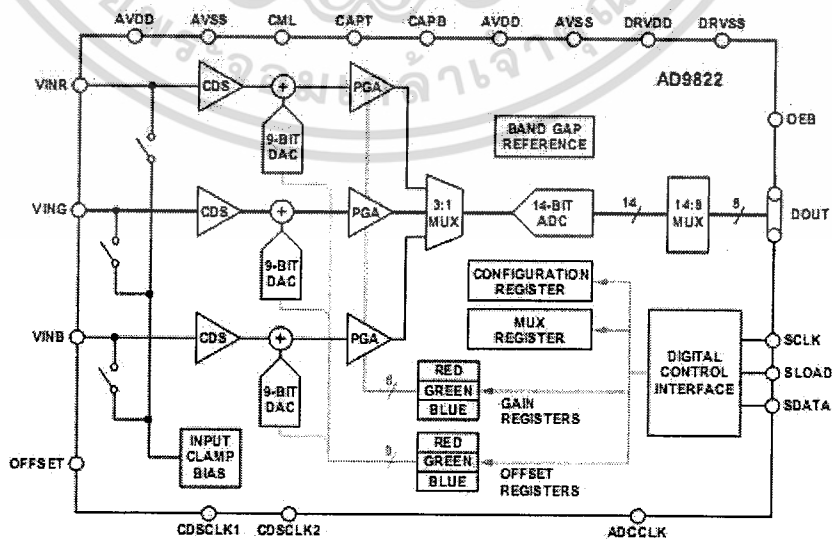 AVDD AVSS CML CAPT CAPB AVDD AVSS DRVDD DRVSS
AD9822
VINR
CDS
+
PGA
9-BIT
DAC
BAND GAP
REFERENCE
OEB
VING
CDS
+
PGA
3:1
MUX
14-BIT
ADC
14
14:8
MUX
8
DOUT
9-BIT
DAC
CONFIGURATION
REGISTER
MUX
REGISTER
VINB
CDS
+
PGA
9-BIT
DAC
DIGITAL
CONTROL
INTERFACE
SCLK
SLOAD
SDATA
6
RED
GREEN
BLUE
GAIN
REGISTERS
9
RED
GREEN
BLUE
OFFSET
REGISTERS
INPUT
CLAMP
BIAS
OFFSET
CDSCLK1 CDSCLK2 ADCCLK